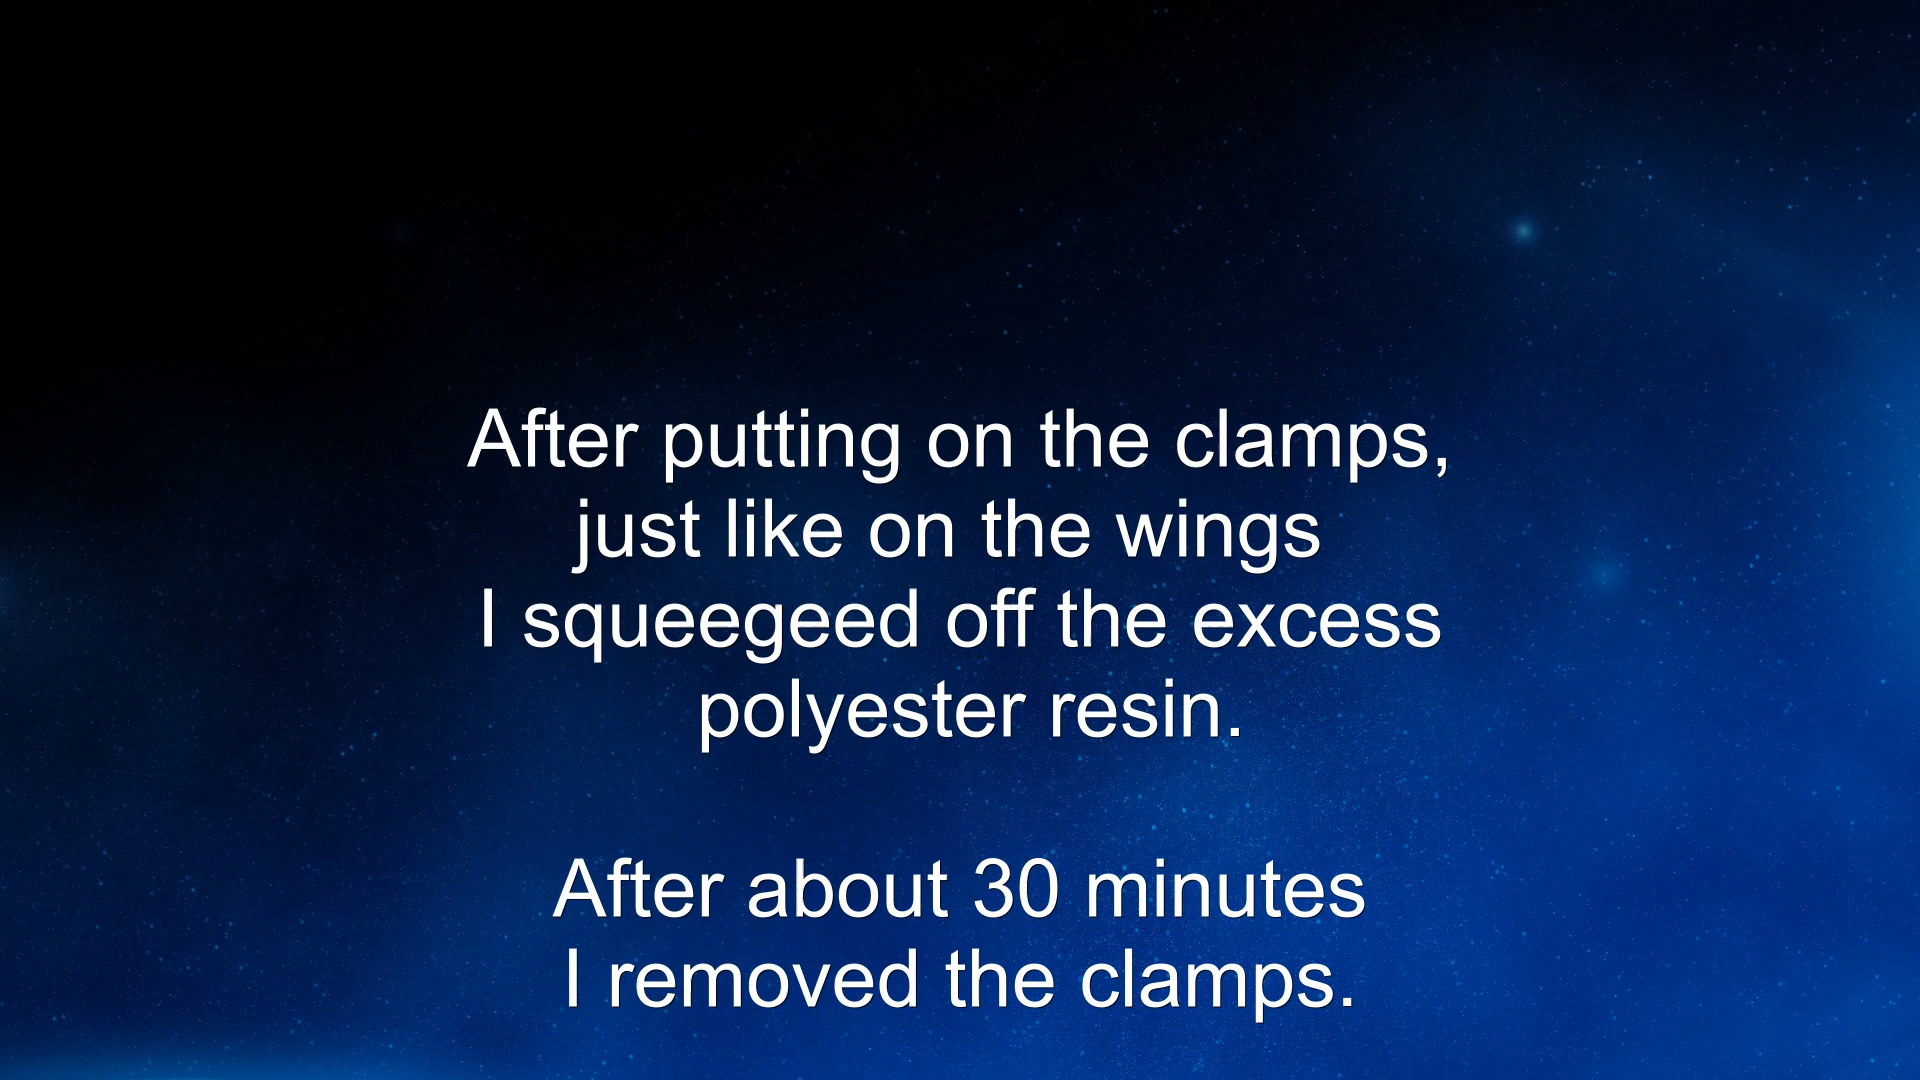 After putting on the clamps,
just like on the wings
I squeegeed off the excess
polyester resin.
After about 30 minutes
I removed the clamps.